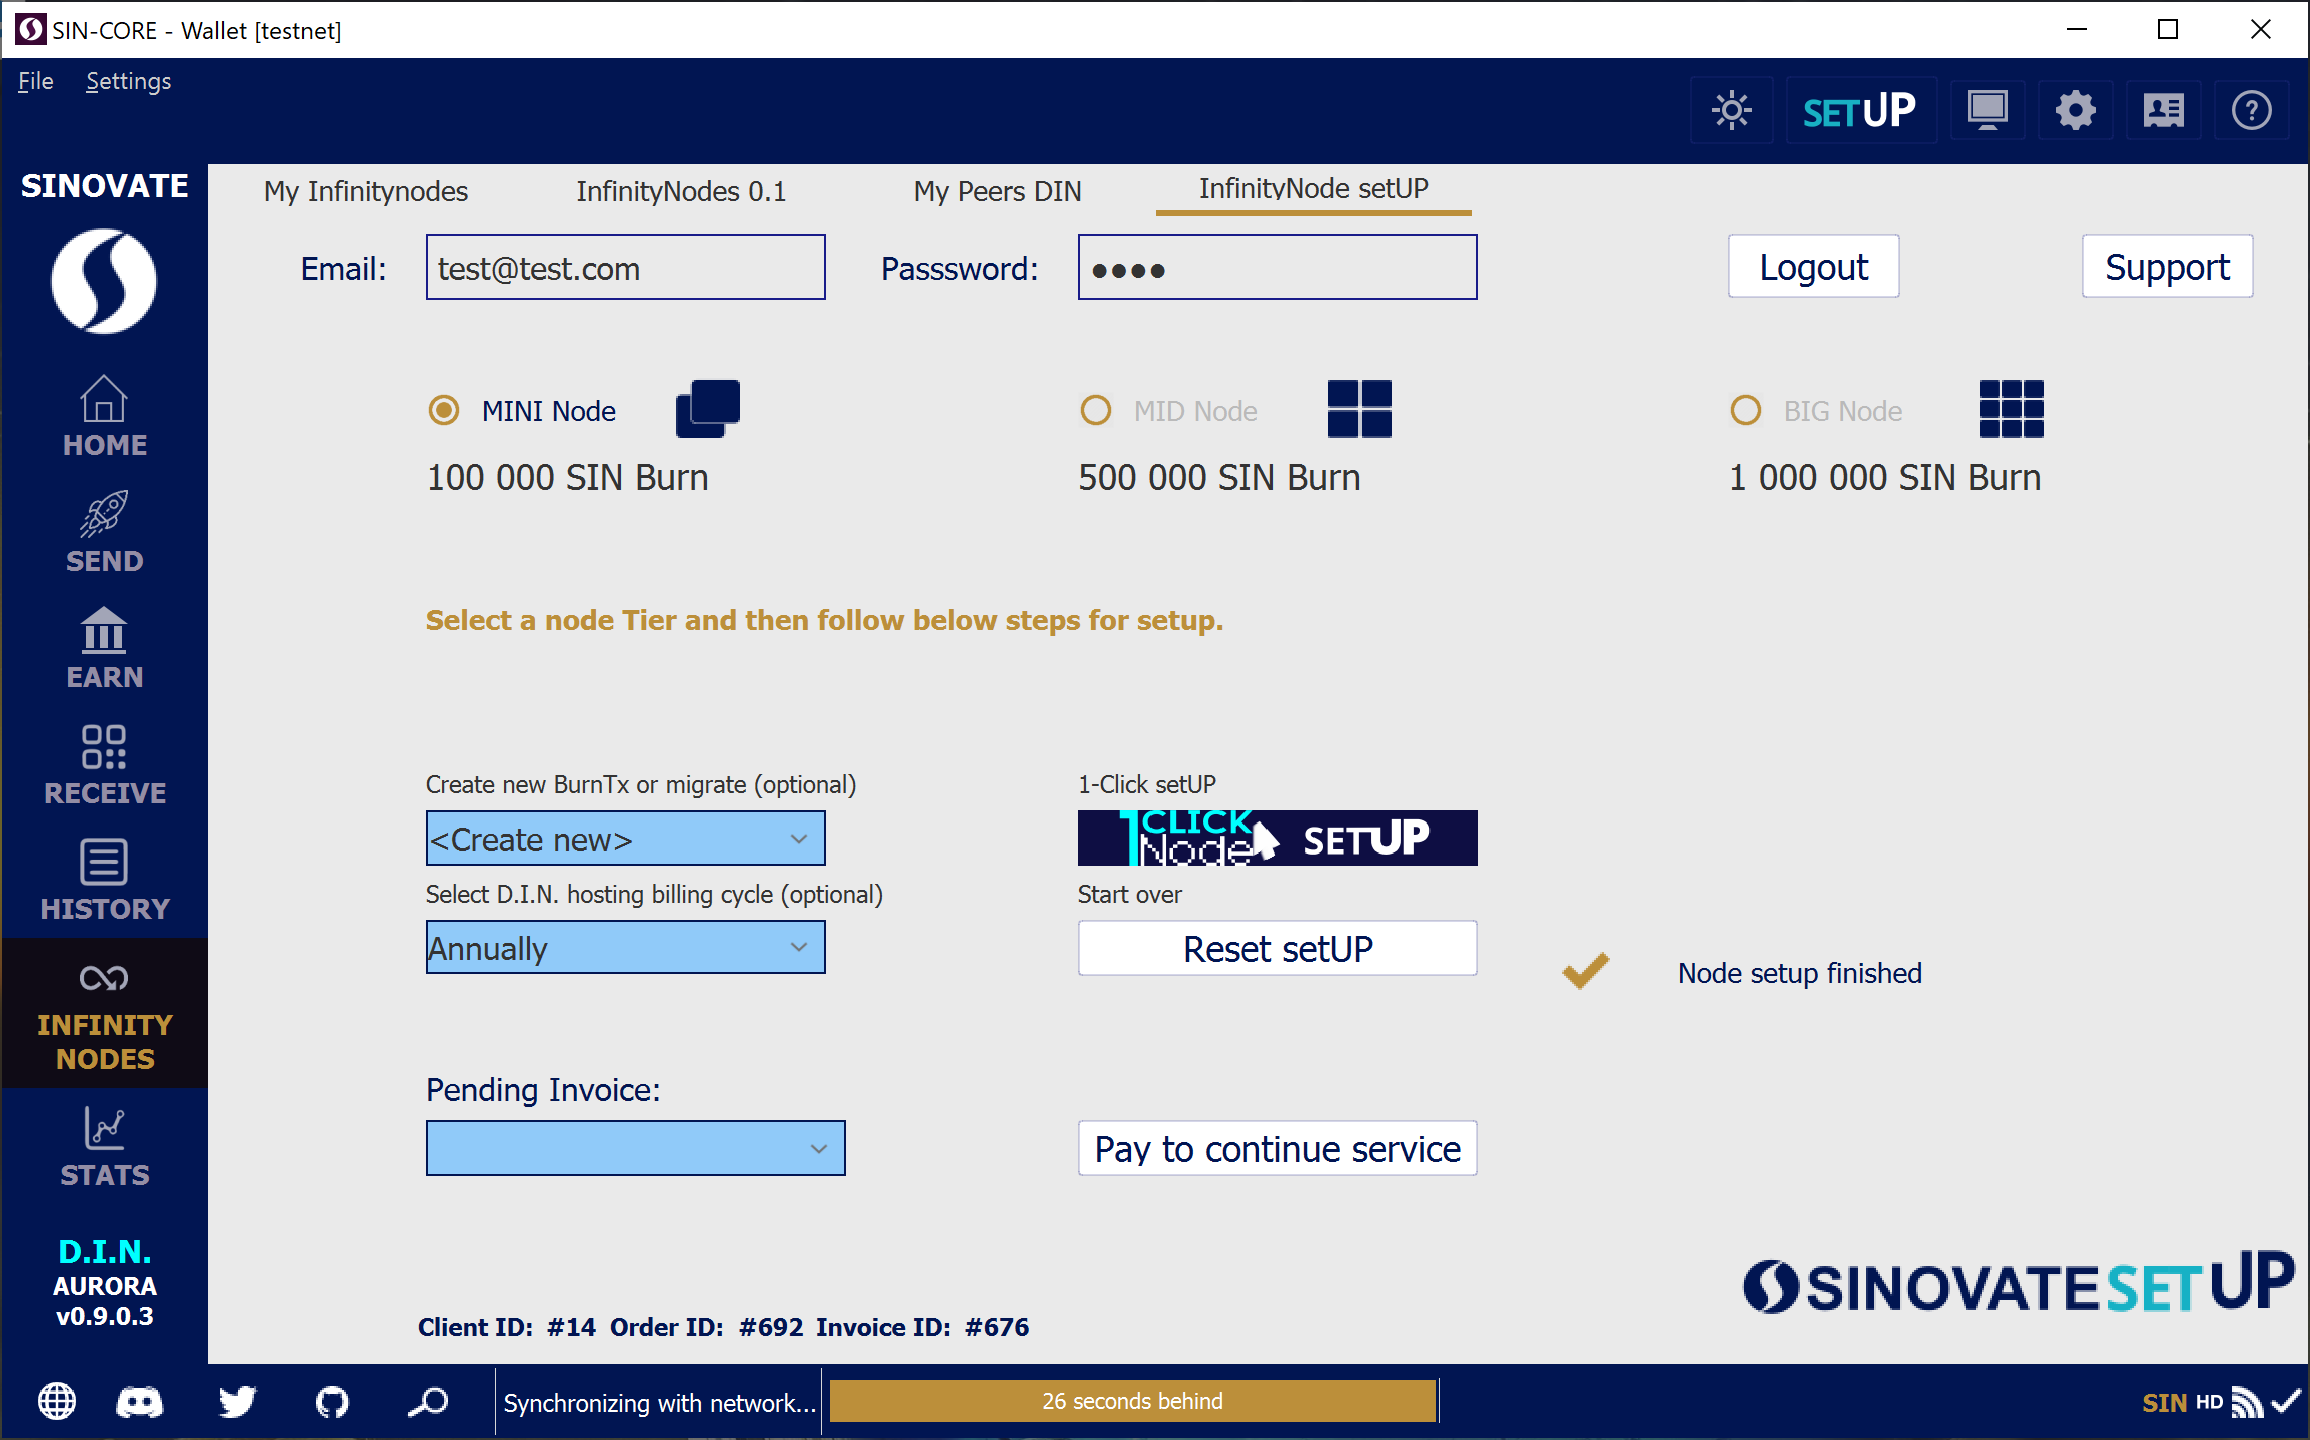 SIN-CORE - Wallet [testnet]
File Settings
SETUP
SINOVATE
My Infinitynodes InfinityNodes 0.1 My Peers DIN InfinityNode setUP
Email: test@test.com Passsword: Logout Support
MINI Node MID Node BIG Node
100 000 SIN Burn 500 000 SIN Burn 1 000 000 SIN Burn
HOME
SEND
EARN
RECEIVE
HISTORY
INFINITY
NODES
STATS
D.I.N.
AURORA
v0.9.0.3
Select a node Tier and then follow below steps for setup.
Create new BurnTx or migrate (optional) 1-Click setUP
<Create new> 1CLICK Node SETUP
Select D.I.N. hosting billing cycle (optional) Start over
Annually Reset setUP Node setup finished
Pending Invoice:
Pay to continue service
SINOVATE SETUP
Client ID: #14 Order ID: #692 Invoice ID: #676
Synchronizing with network... 26 seconds behind SIN HD